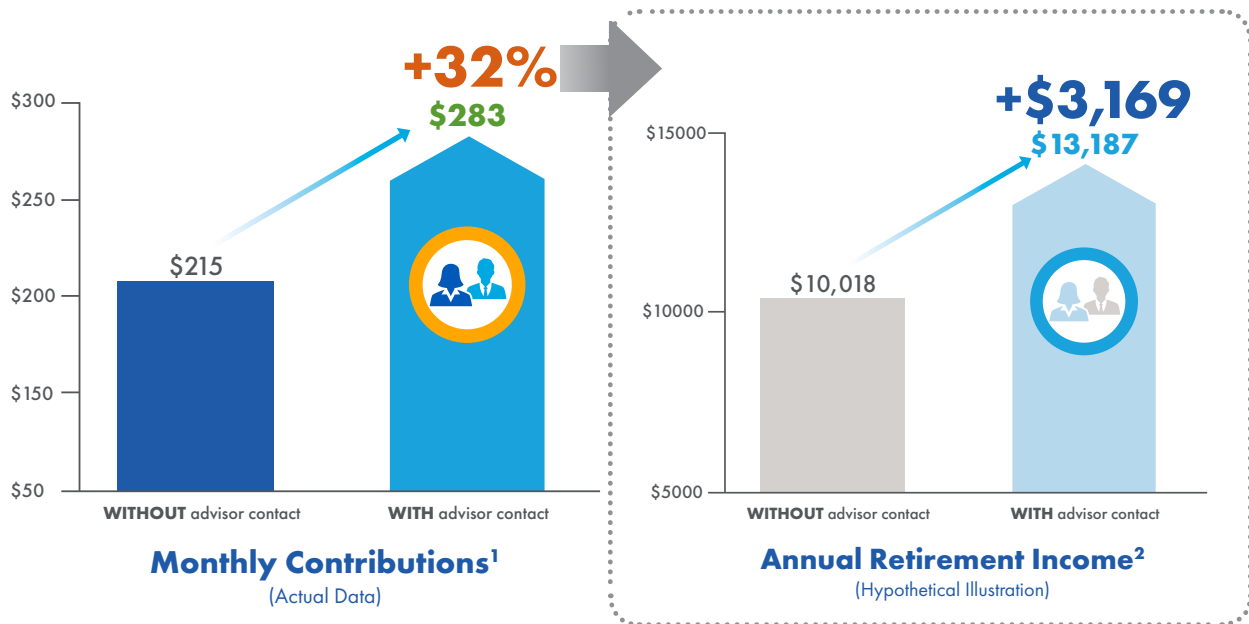 +32%
$283
$300
$250
$215
$200
$150
$50
WITHOUT advisor contact
WITH advisor contact
Monthly Contributions¹
(Actual Data)
+$3,169
$13,187
$15000
$10,018
$10000
$5000
WITHOUT advisor contact
WITH advisor contact
Annual Retirement Income²
(Hypothetical Illustration)